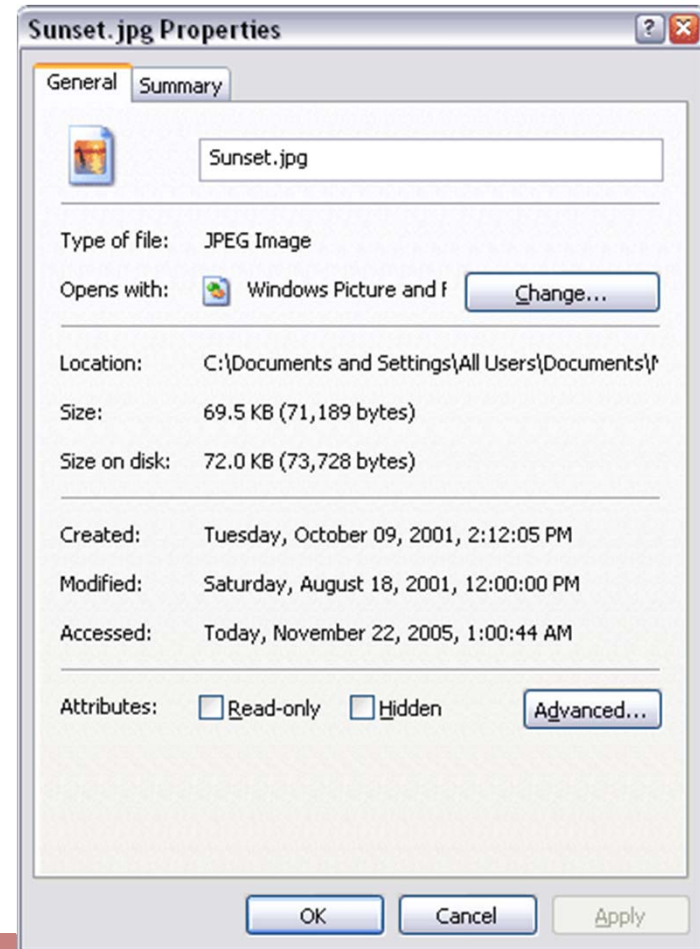 Sunset.jpg Properties
General Summary
Sunset.jpg
Type of file: JPEG Image
Opens with: Windows Picture and F Change...
Location: C:\Documents and Settings\All Users\Documents\M
Size: 69.5 KB (71,189 bytes)
Size on disk: 72.0 KB (73,728 bytes)
Created: Tuesday, October 09, 2001, 2:12:05 PM
Modified: Saturday, August 18, 2001, 12:00:00 PM
Accessed: Today, November 22, 2005, 1:00:44 AM
Attributes: Read-only Hidden Advanced...
OK Cancel Apply